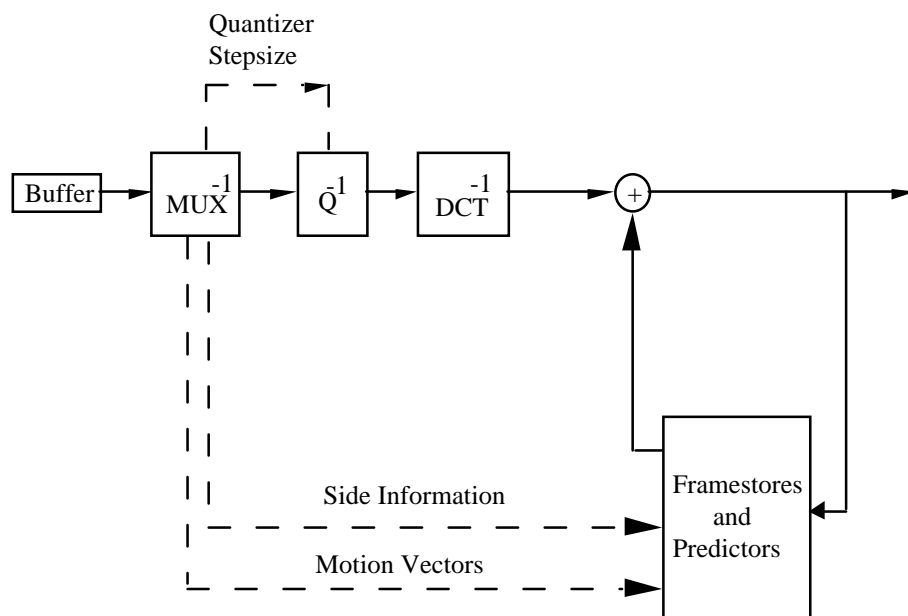 Quantizer
Stepsize
Buffer
-1
MUX
-1
Q
-1
DCT
+
Side Information
Motion Vectors
Framestores
and
Predictors